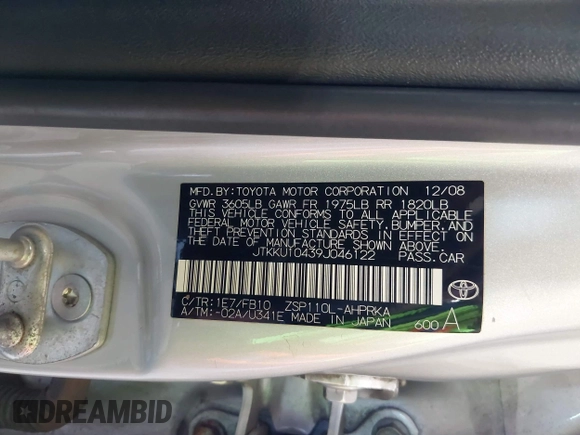 MFD.BY:TOYOTA MOTOR CORPORATION 12/08
GVWR 3605LB GAWR FR 1975LB RR 1820LB
THIS VEHICLE CONFORMS TO ALL APPLICABLE
FEDERAL MOTOR VEHICLE SAFETY,BUMPER,AND
THEFT PREVENTION STANDARDS IN EFFECT ON
THE DATE OF MANUFACTURE SHOWN ABOVE.
JTKKU10439J046122 PASS.CAR
C/TR:1E7/FB10 ZSP110L-AHPRKA
A/TM:-02A/U341E MADE IN JAPAN 600 A
DREAMBID